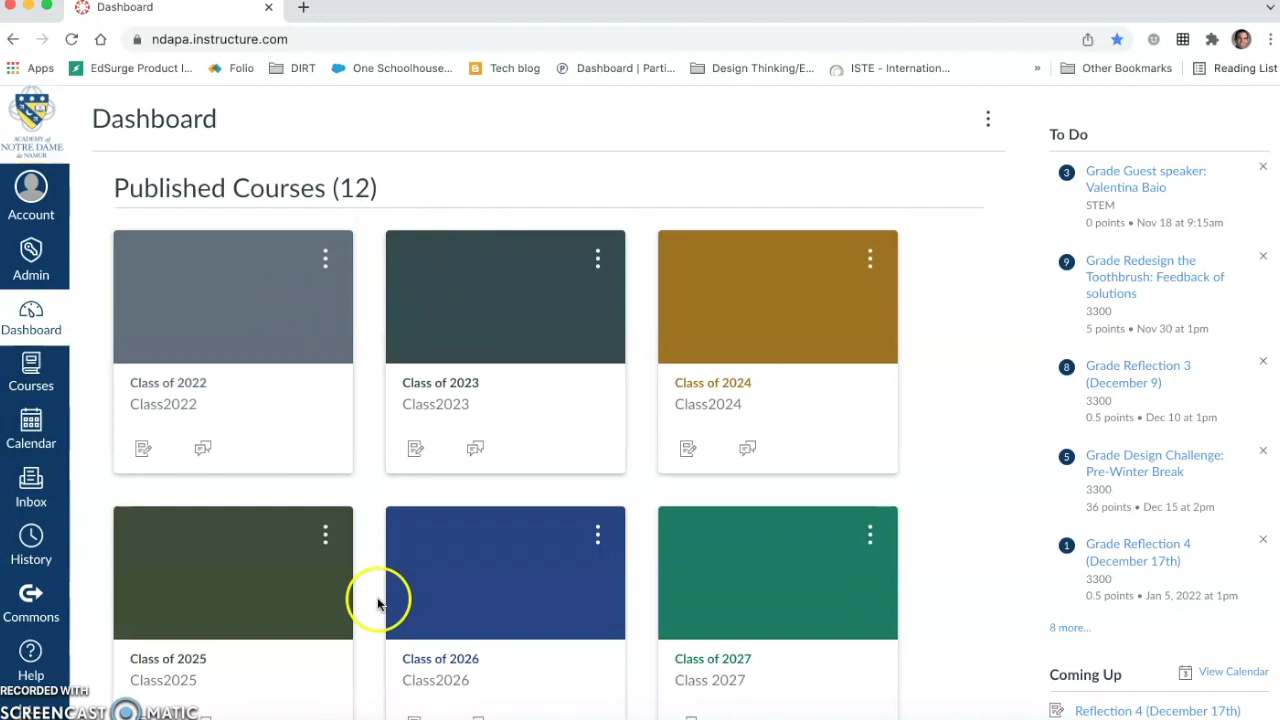 Dashboard
ndapa.instructure.com
Apps
EdSurge Product I...
Folio
DIRT
One Schoolhouse...
Tech blog
Dashboard | Parti...
Design Thinking/E...
ISTE - Internation...
»
Other Bookmarks
Reading List
ACADEMY of
NOTRE DAME
de NAMUR
Account
Admin
Dashboard
Courses
Calendar
Inbox
History
Commons
Help
RECORDED WITH
SCREENCAST MATIC
Dashboard
Published Courses (12)
Class of 2022
Class2022
Class of 2023
Class2023
Class of 2024
Class2024
Class of 2025
Class2025
Class of 2026
Class2026
Class of 2027
Class 2027
To Do
3
Grade Guest speaker:
Valentina Baio
STEM
0 points • Nov 18 at 9:15am
9
Grade Redesign the
Toothbrush: Feedback of
solutions
3300
5 points • Nov 30 at 1pm
8
Grade Reflection 3
(December 9)
3300
0.5 points • Dec 10 at 1pm
5
Grade Design Challenge:
Pre-Winter Break
3300
36 points • Dec 15 at 2pm
1
Grade Reflection 4
(December 17th)
3300
0.5 points • Jan 5, 2022 at 1pm
8 more...
Coming Up
3
View Calendar
Reflection 4 (December 17th)